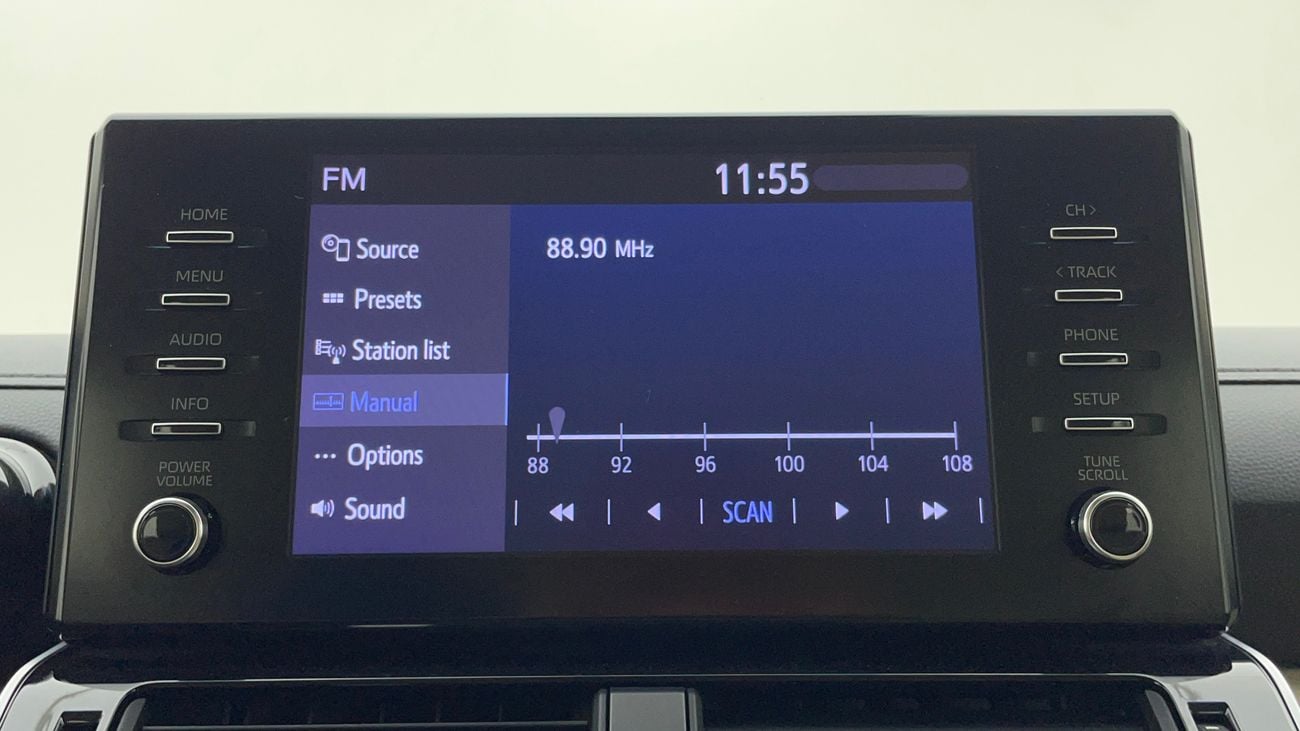 FM
11:55
HOME
MENU
AUDIO
INFO
POWER
VOLUME
Source
Presets
Station list
Manual
Options
Sound
88.90 MHz
88 92 96 100 104 108
SCAN
CH >
< TRACK
PHONE
SETUP
TUNE
SCROLL